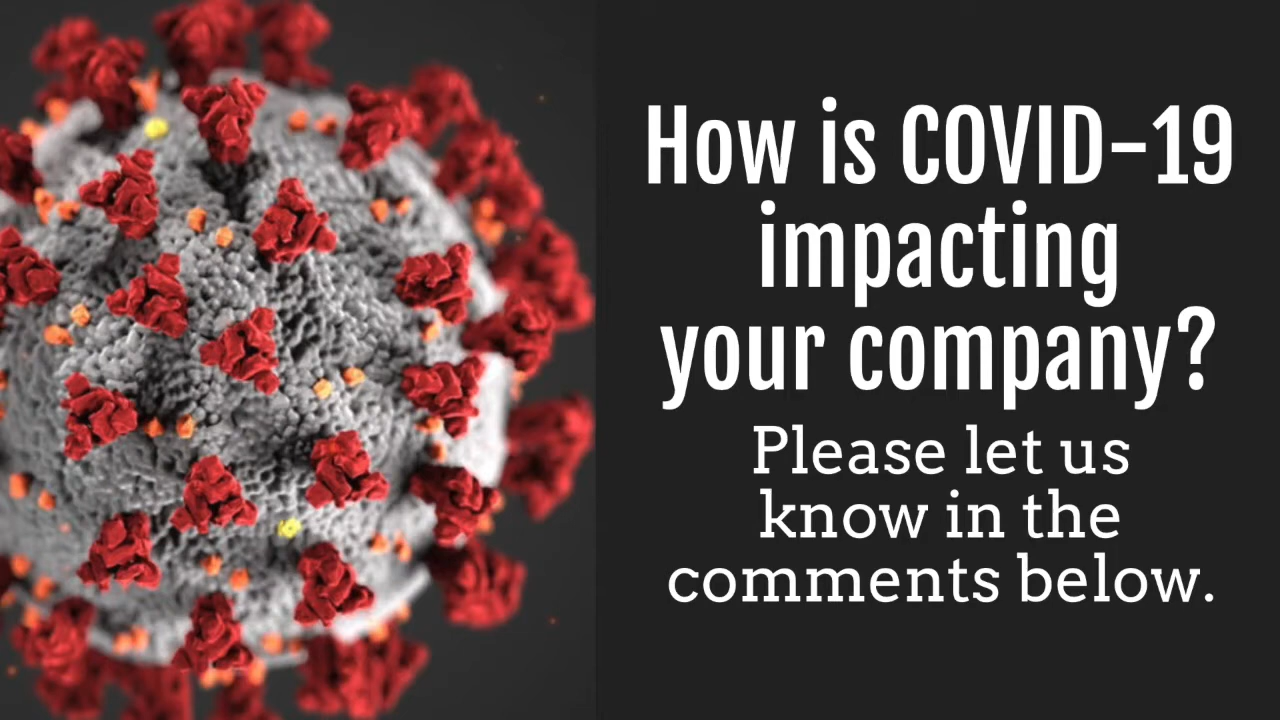 How is COVID-19
impacting
your company?
Please let us
know in the
comments below.